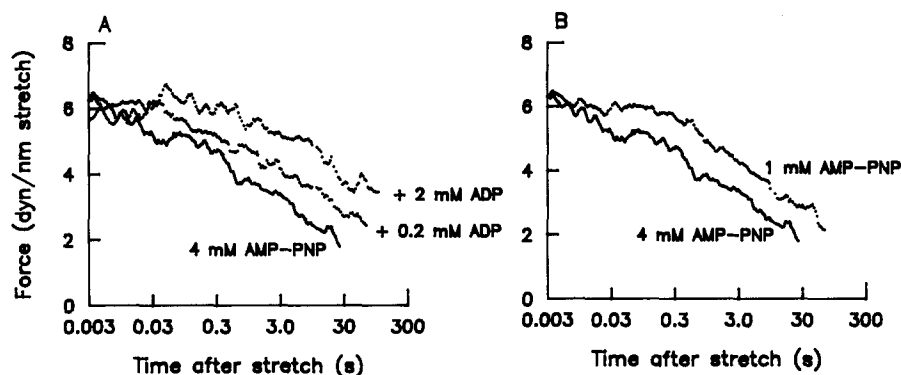 A
8
6
4
2
0
Force (dyn/nm stretch)
+ 2 mM ADP
+ 0.2 mM ADP
4 mM AMP-PNP
0.003 0.03 0.3 3.0 30 300
Time after stretch (s)
B
8
6
4
2
0
1 mM AMP-PNP
4 mM AMP-PNP
0.003 0.03 0.3 3.0 30 300
Time after stretch (s)